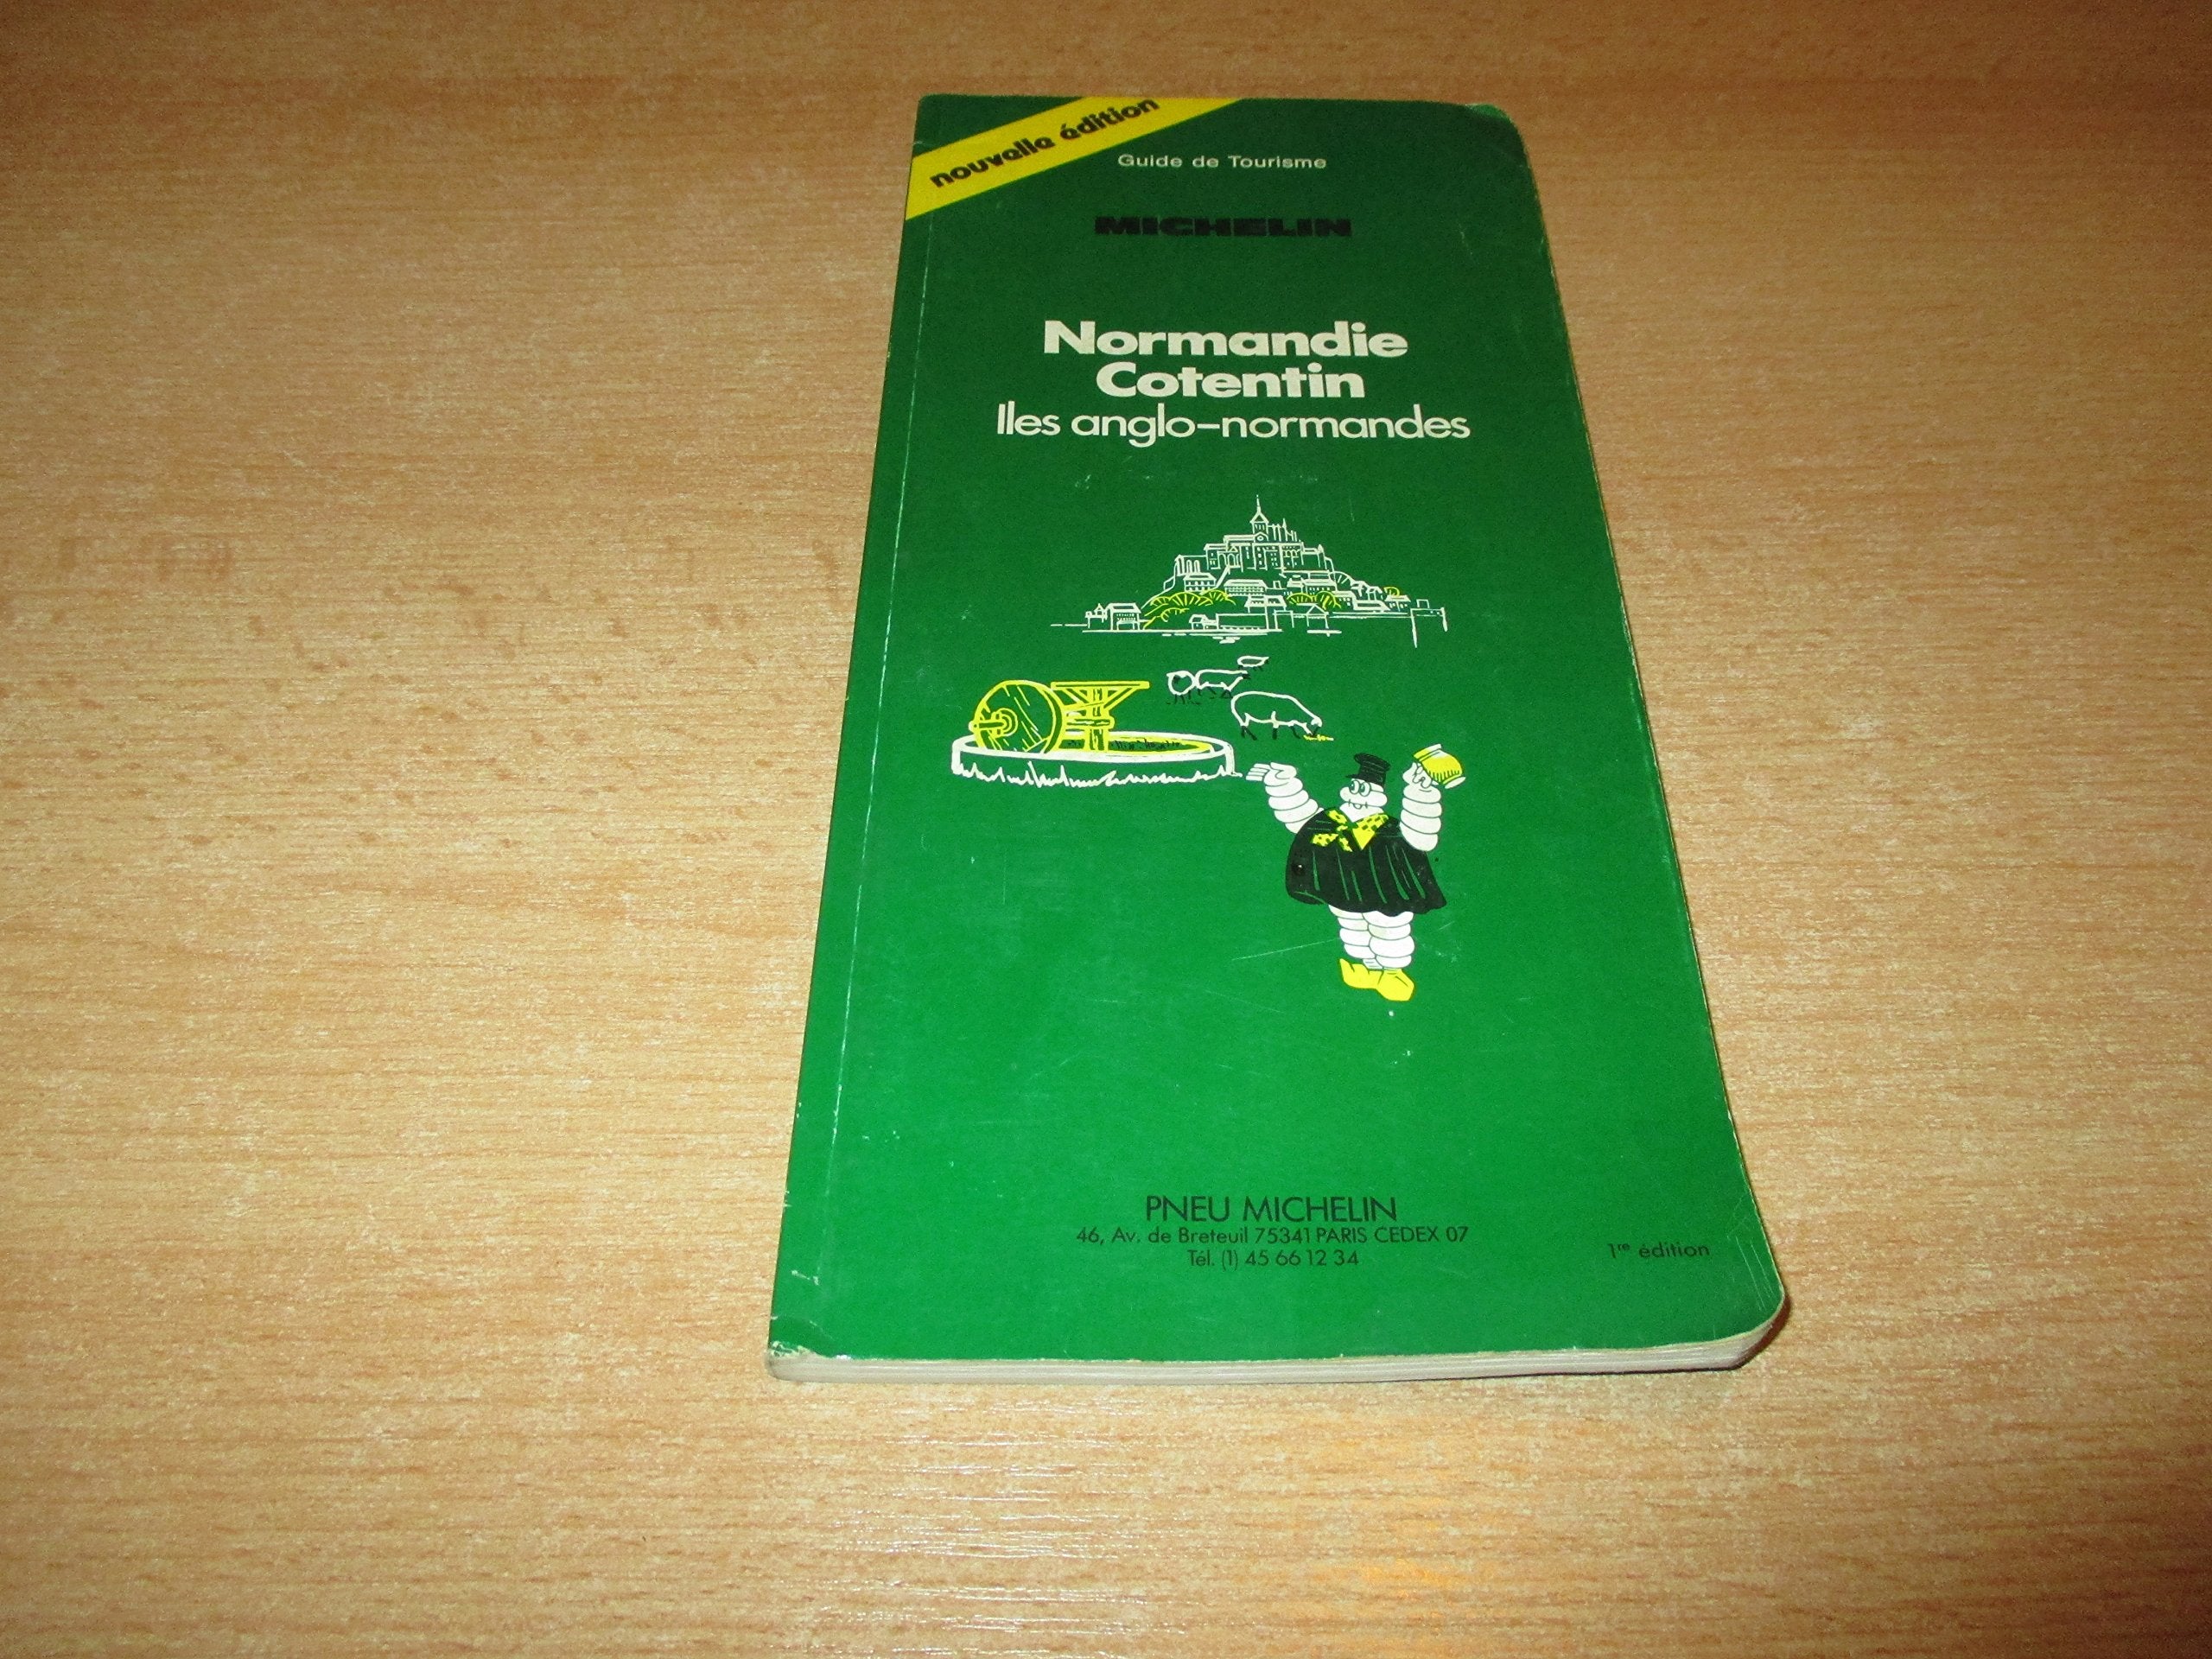 nouvelle édition
Guide de Tourisme
MICHELIN
Normandie
Cotentin
Iles anglo-normandes
PNEU MICHELIN
46, Av. de Breteuil 75341 PARIS CEDEX 07
Tél. (1) 45 66 12 34
1re édition